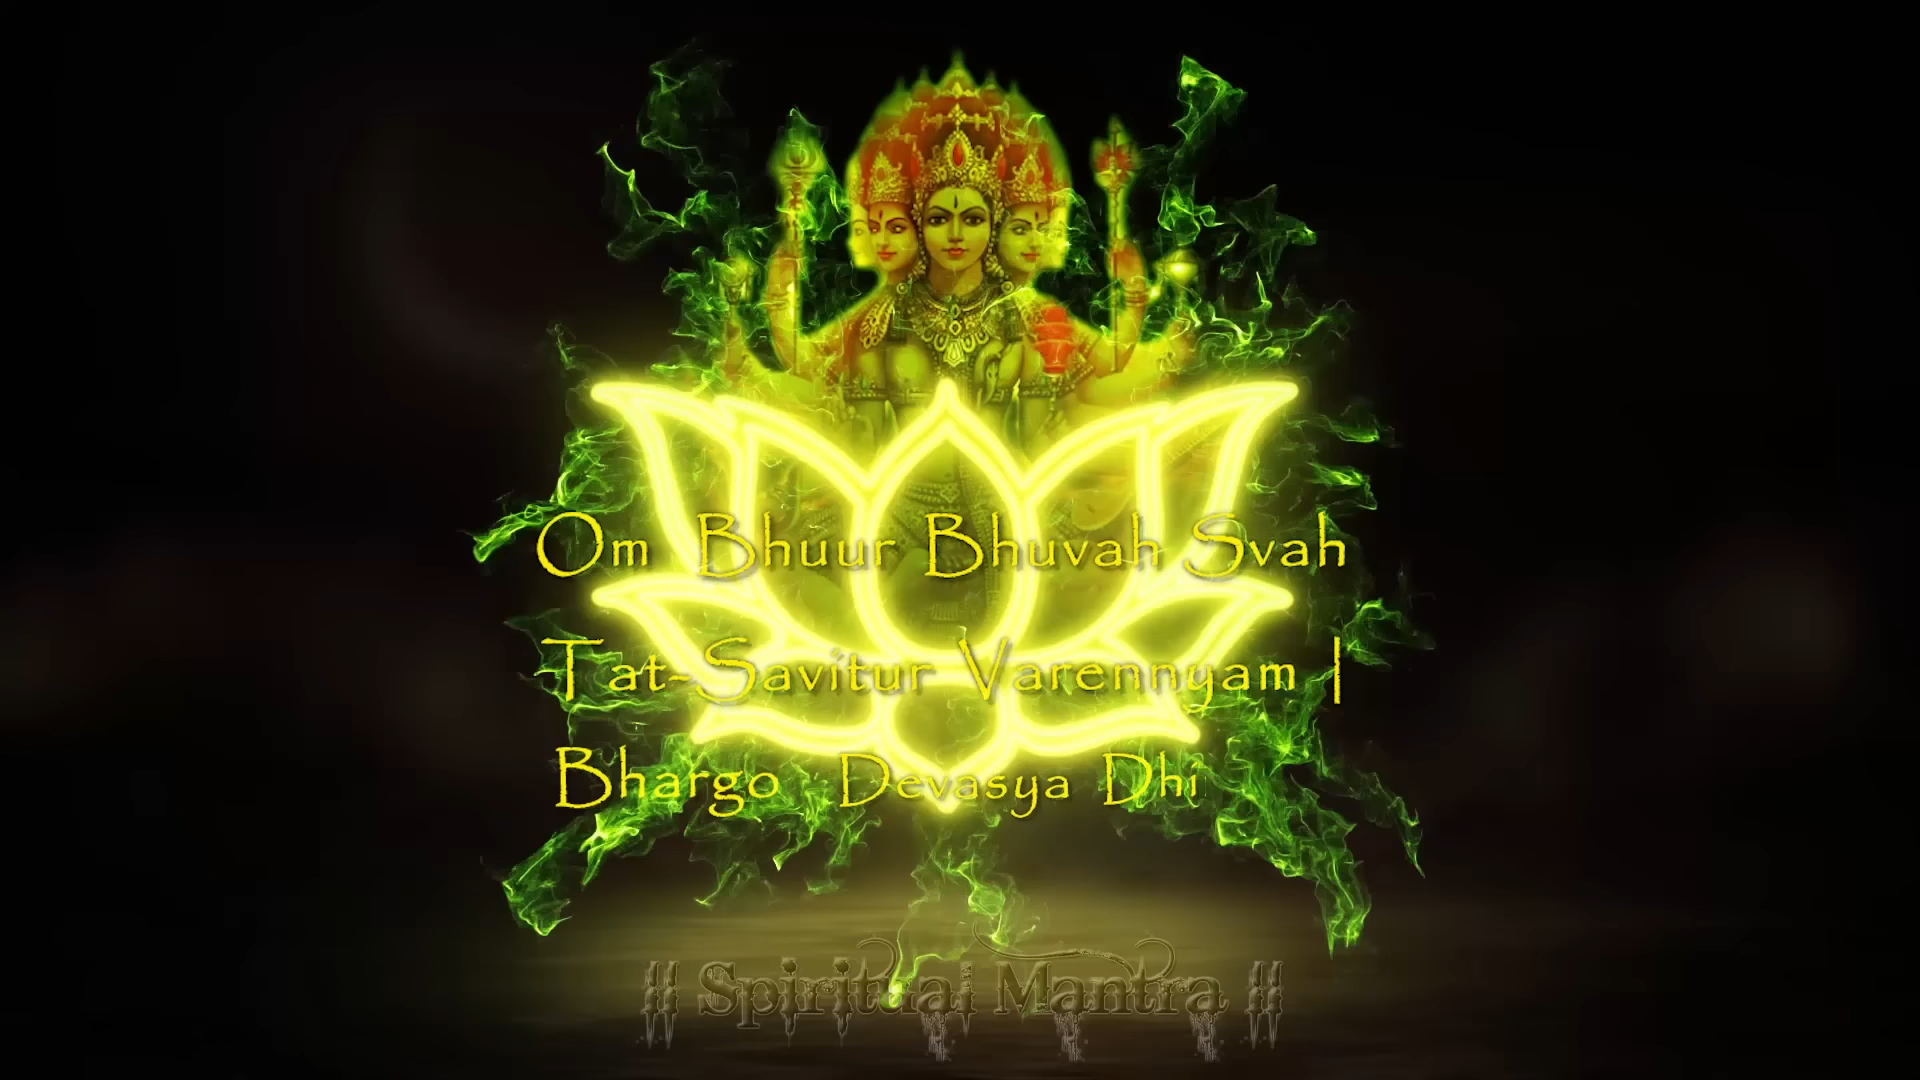 Om Bhuur Bhuvah Svah
Tat-Savitur Varennyam |
Bhargo Devasya Dhi
|| Spiritual Mantra ||